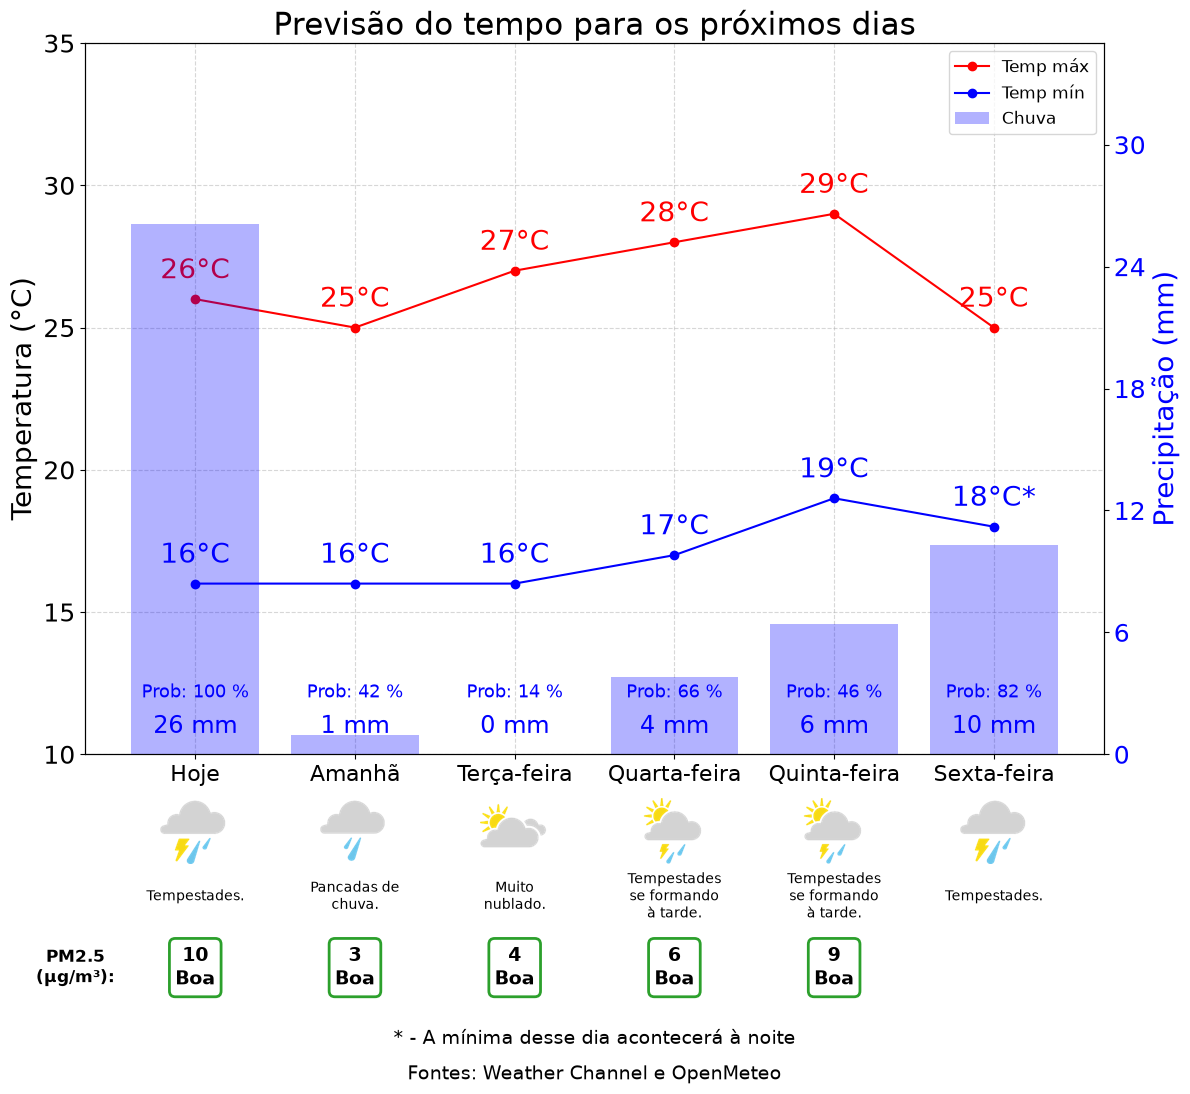 Previsão do tempo para os próximos dias
35
30
25
20
15
10
Temperatura (°C)
Temp máx
Temp mín
Chuva
30
24
18
12
6
0
Precipitação (mm)
26°C
25°C
27°C
28°C
29°C
25°C
16°C
16°C
16°C
17°C
19°C
18°C*
Prob: 100 %
Prob: 42 %
Prob: 14 %
Prob: 66 %
Prob: 46 %
Prob: 82 %
26 mm
1 mm
0 mm
4 mm
6 mm
10 mm
Hoje
Amanhã
Terça-feira
Quarta-feira
Quinta-feira
Sexta-feira
Tempestades.
Pancadas de
chuva.
Muito
nublado.
Tempestades
se formando
à tarde.
Tempestades
se formando
à tarde.
Tempestades.
PM2.5
(µg/m³):
10
Boa
3
Boa
4
Boa
6
Boa
9
Boa
* - A mínima desse dia acontecerá à noite
Fontes: Weather Channel e OpenMeteo